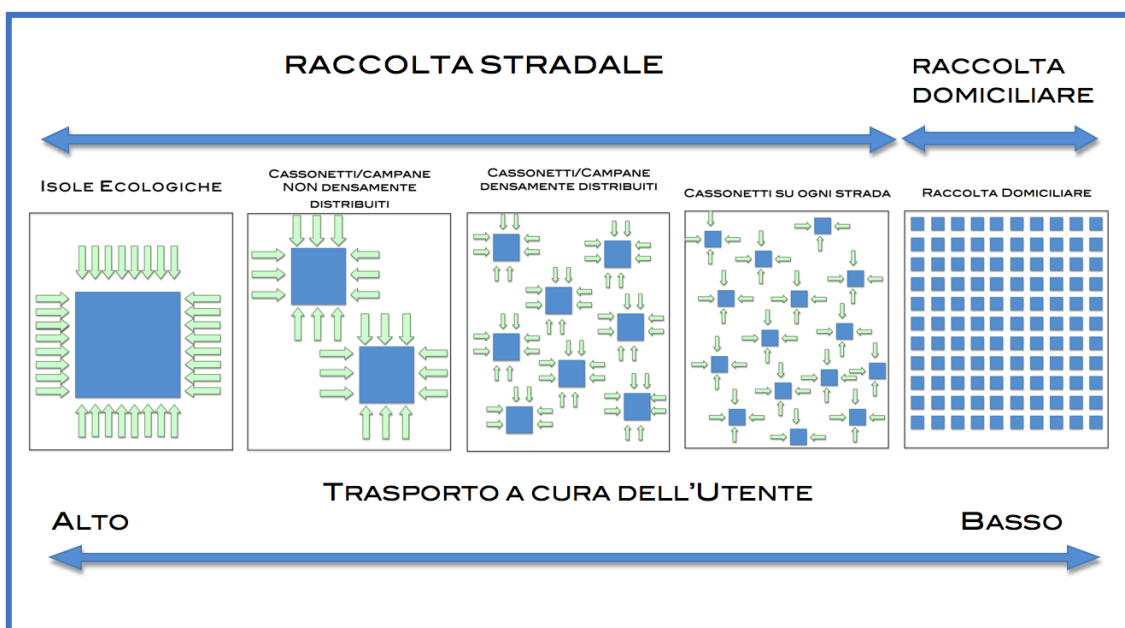 RACCOLTA STRADALE
RACCOLTA
DOMICILIARE
ISOLE ECOLOGICHE
CASSONETTI/CAMPANE
NON DENSAMENTE
DISTRIBUITI
CASSONETTI/CAMPANE
DENSAMENTE DISTRIBUITI
CASSONETTI SU OGNI STRADA
RACCOLTA DOMICILIARE
TRASPORTO A CURA DELL'UTENTE
ALTO
BASSO